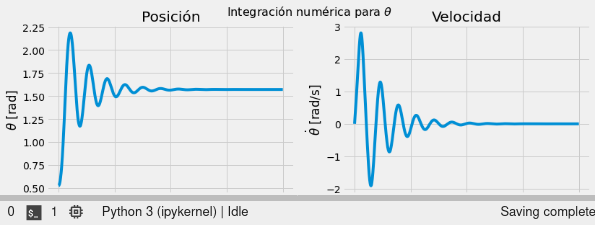 Integración numérica para θ
Posición
Velocidad
θ [rad]
2.25
2.00
1.75
1.50
1.25
1.00
0.75
0.50
θ̇ [rad/s]
3
2
1
0
−1
−2
0 $_ 1 Python 3 (ipykernel) | Idle Saving complete